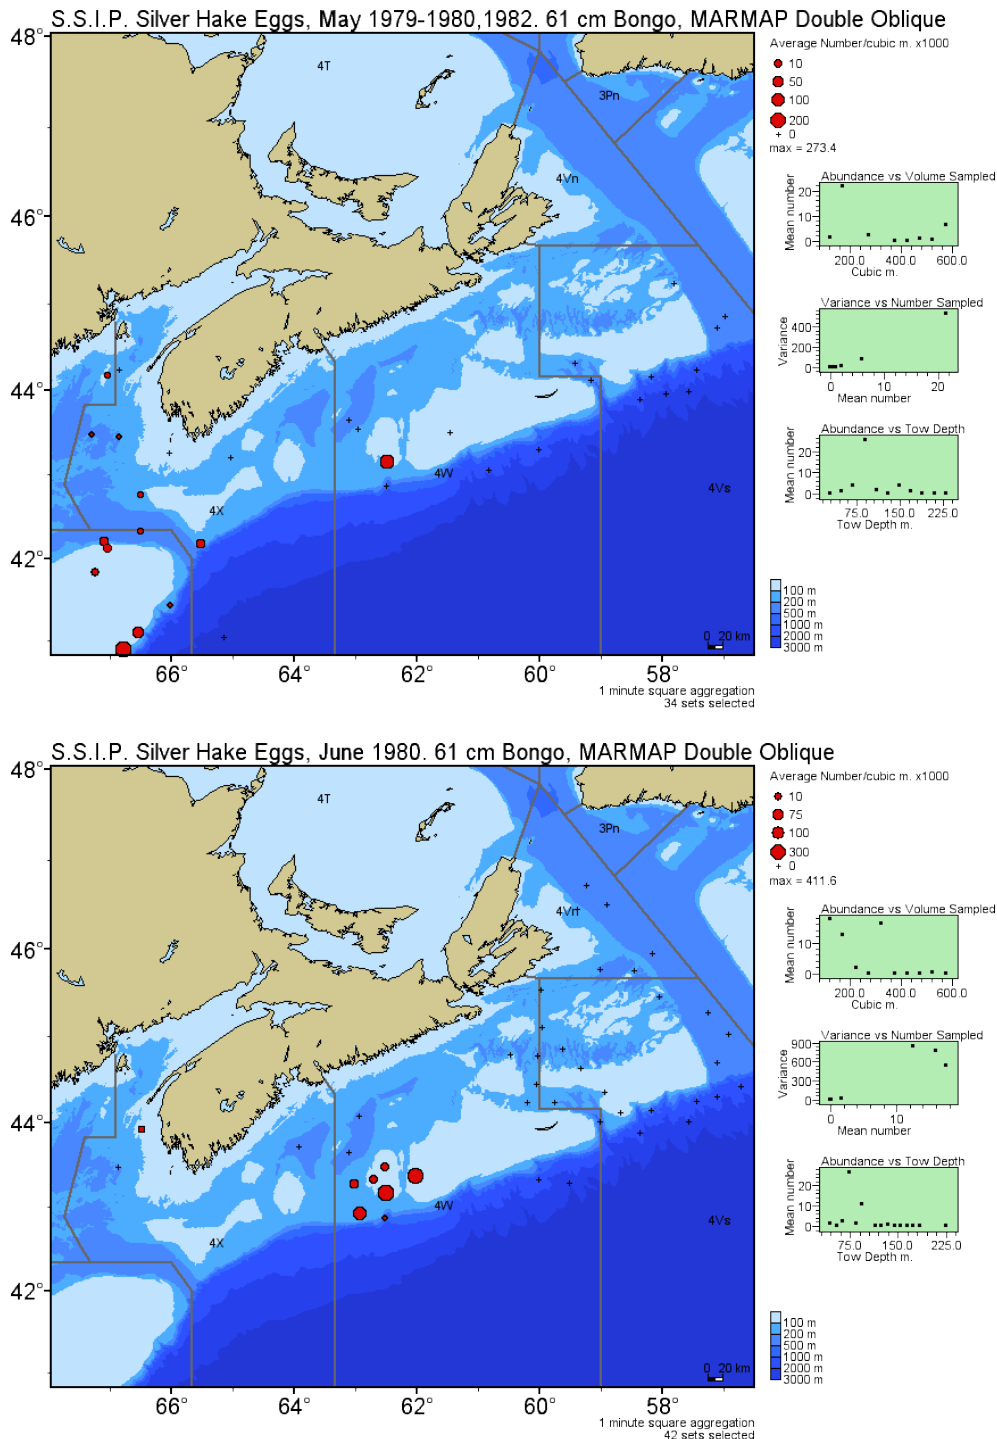 S.S.I.P. Silver Hake Eggs, May 1979-1980,1982. 61 cm Bongo, MARMAP Double Oblique
48°
46°
44°
42°
66°
64°
62°
60°
58°
4T
3Pn
4Vn
4W
4X
4Vs
0 20 km
1 minute square aggregation
34 sets selected
Average Number/cubic m. x1000
10
50
100
200
0
max = 273.4
Abundance vs Volume Sampled
Mean number
20
10
0
200.0 400.0 600.0
Cubic m.
Variance vs Number Sampled
Variance
400
200
0
0 10 20
Mean number
Abundance vs Tow Depth
Mean number
20
10
0
75.0 150.0 225.0
Tow Depth m.
100 m
200 m
500 m
1000 m
2000 m
3000 m
S.S.I.P. Silver Hake Eggs, June 1980. 61 cm Bongo, MARMAP Double Oblique
48°
46°
44°
42°
66°
64°
62°
60°
58°
4T
3Pn
4Vn
4W
4X
4Vs
0 20 km
1 minute square aggregation
42 sets selected
Average Number/cubic m. x1000
10
75
100
300
0
max = 411.6
Abundance vs Volume Sampled
Mean number
10
0
200.0 400.0 600.0
Cubic m.
Variance vs Number Sampled
Variance
900
600
300
0
0 10
Mean number
Abundance vs Tow Depth
Mean number
20
10
0
75.0 150.0 225.0
Tow Depth m.
100 m
200 m
500 m
1000 m
2000 m
3000 m